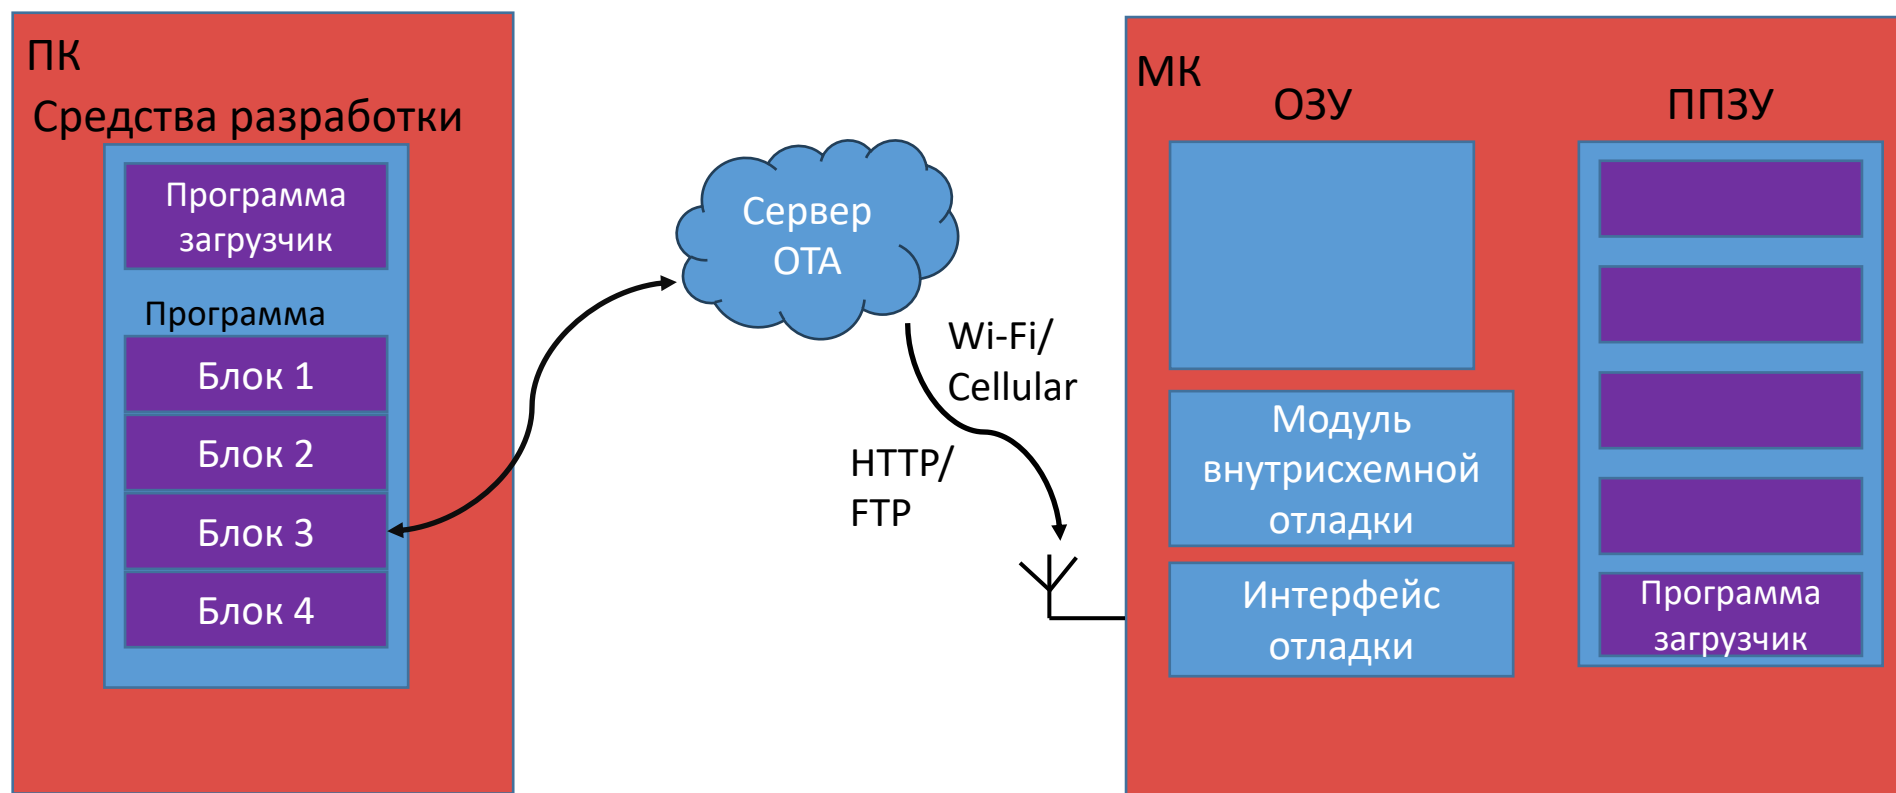 ПК
Средства разработки
Программа
загрузчик
Программа
Блок 1
Блок 2
Блок 3
Блок 4
Сервер
ОТА
Wi-Fi/
Cellular
HTTP/
FTP
МК
ОЗУ
ППЗУ
Модуль
внутрисхемной
отладки
Интерфейс
отладки
Программа
загрузчик